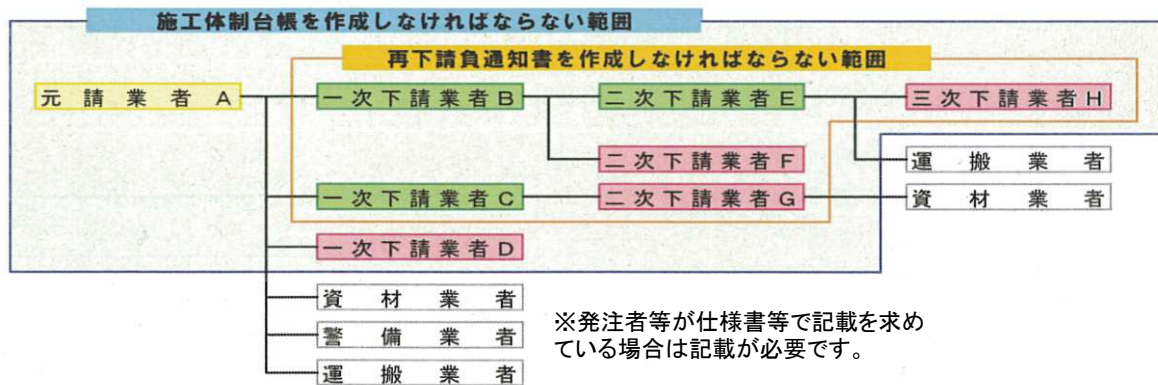 施工体制台帳を作成しなければならない範囲
再下請負通知書を作成しなければならない範囲
元請業者A
一次下請業者B
二次下請業者E
三次下請業者H
二次下請業者F
運搬業者
一次下請業者C
二次下請業者G
資材業者
一次下請業者D
資材業者
警備業者
運搬業者
※発注者等が仕様書等で記載を求め
ている場合は記載が必要です。